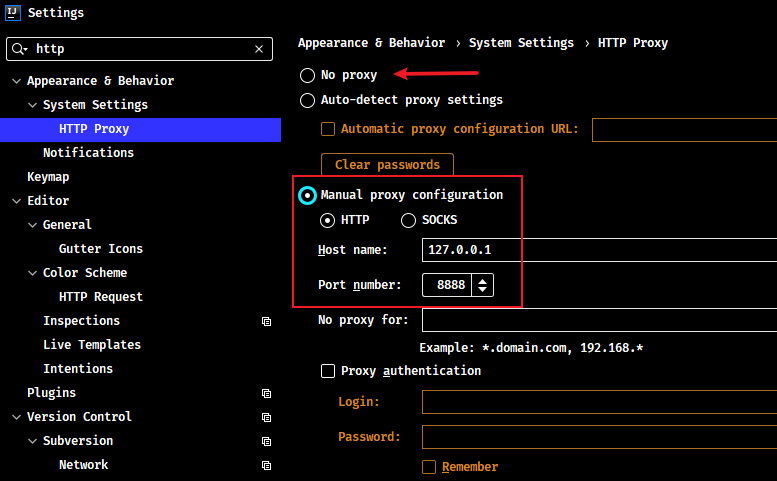 IJ Settings
http
Appearance & Behavior
System Settings
HTTP Proxy
Notifications
Keymap
Editor
General
Gutter Icons
Color Scheme
HTTP Request
Inspections
Live Templates
Intentions
Plugins
Version Control
Subversion
Network
Appearance & Behavior › System Settings › HTTP Proxy
No proxy
Auto-detect proxy settings
Automatic proxy configuration URL:
Clear passwords
Manual proxy configuration
HTTP SOCKS
Host name: 127.0.0.1
Port number: 8888
No proxy for:
Example: *.domain.com, 192.168.*
Proxy authentication
Login:
Password:
Remember